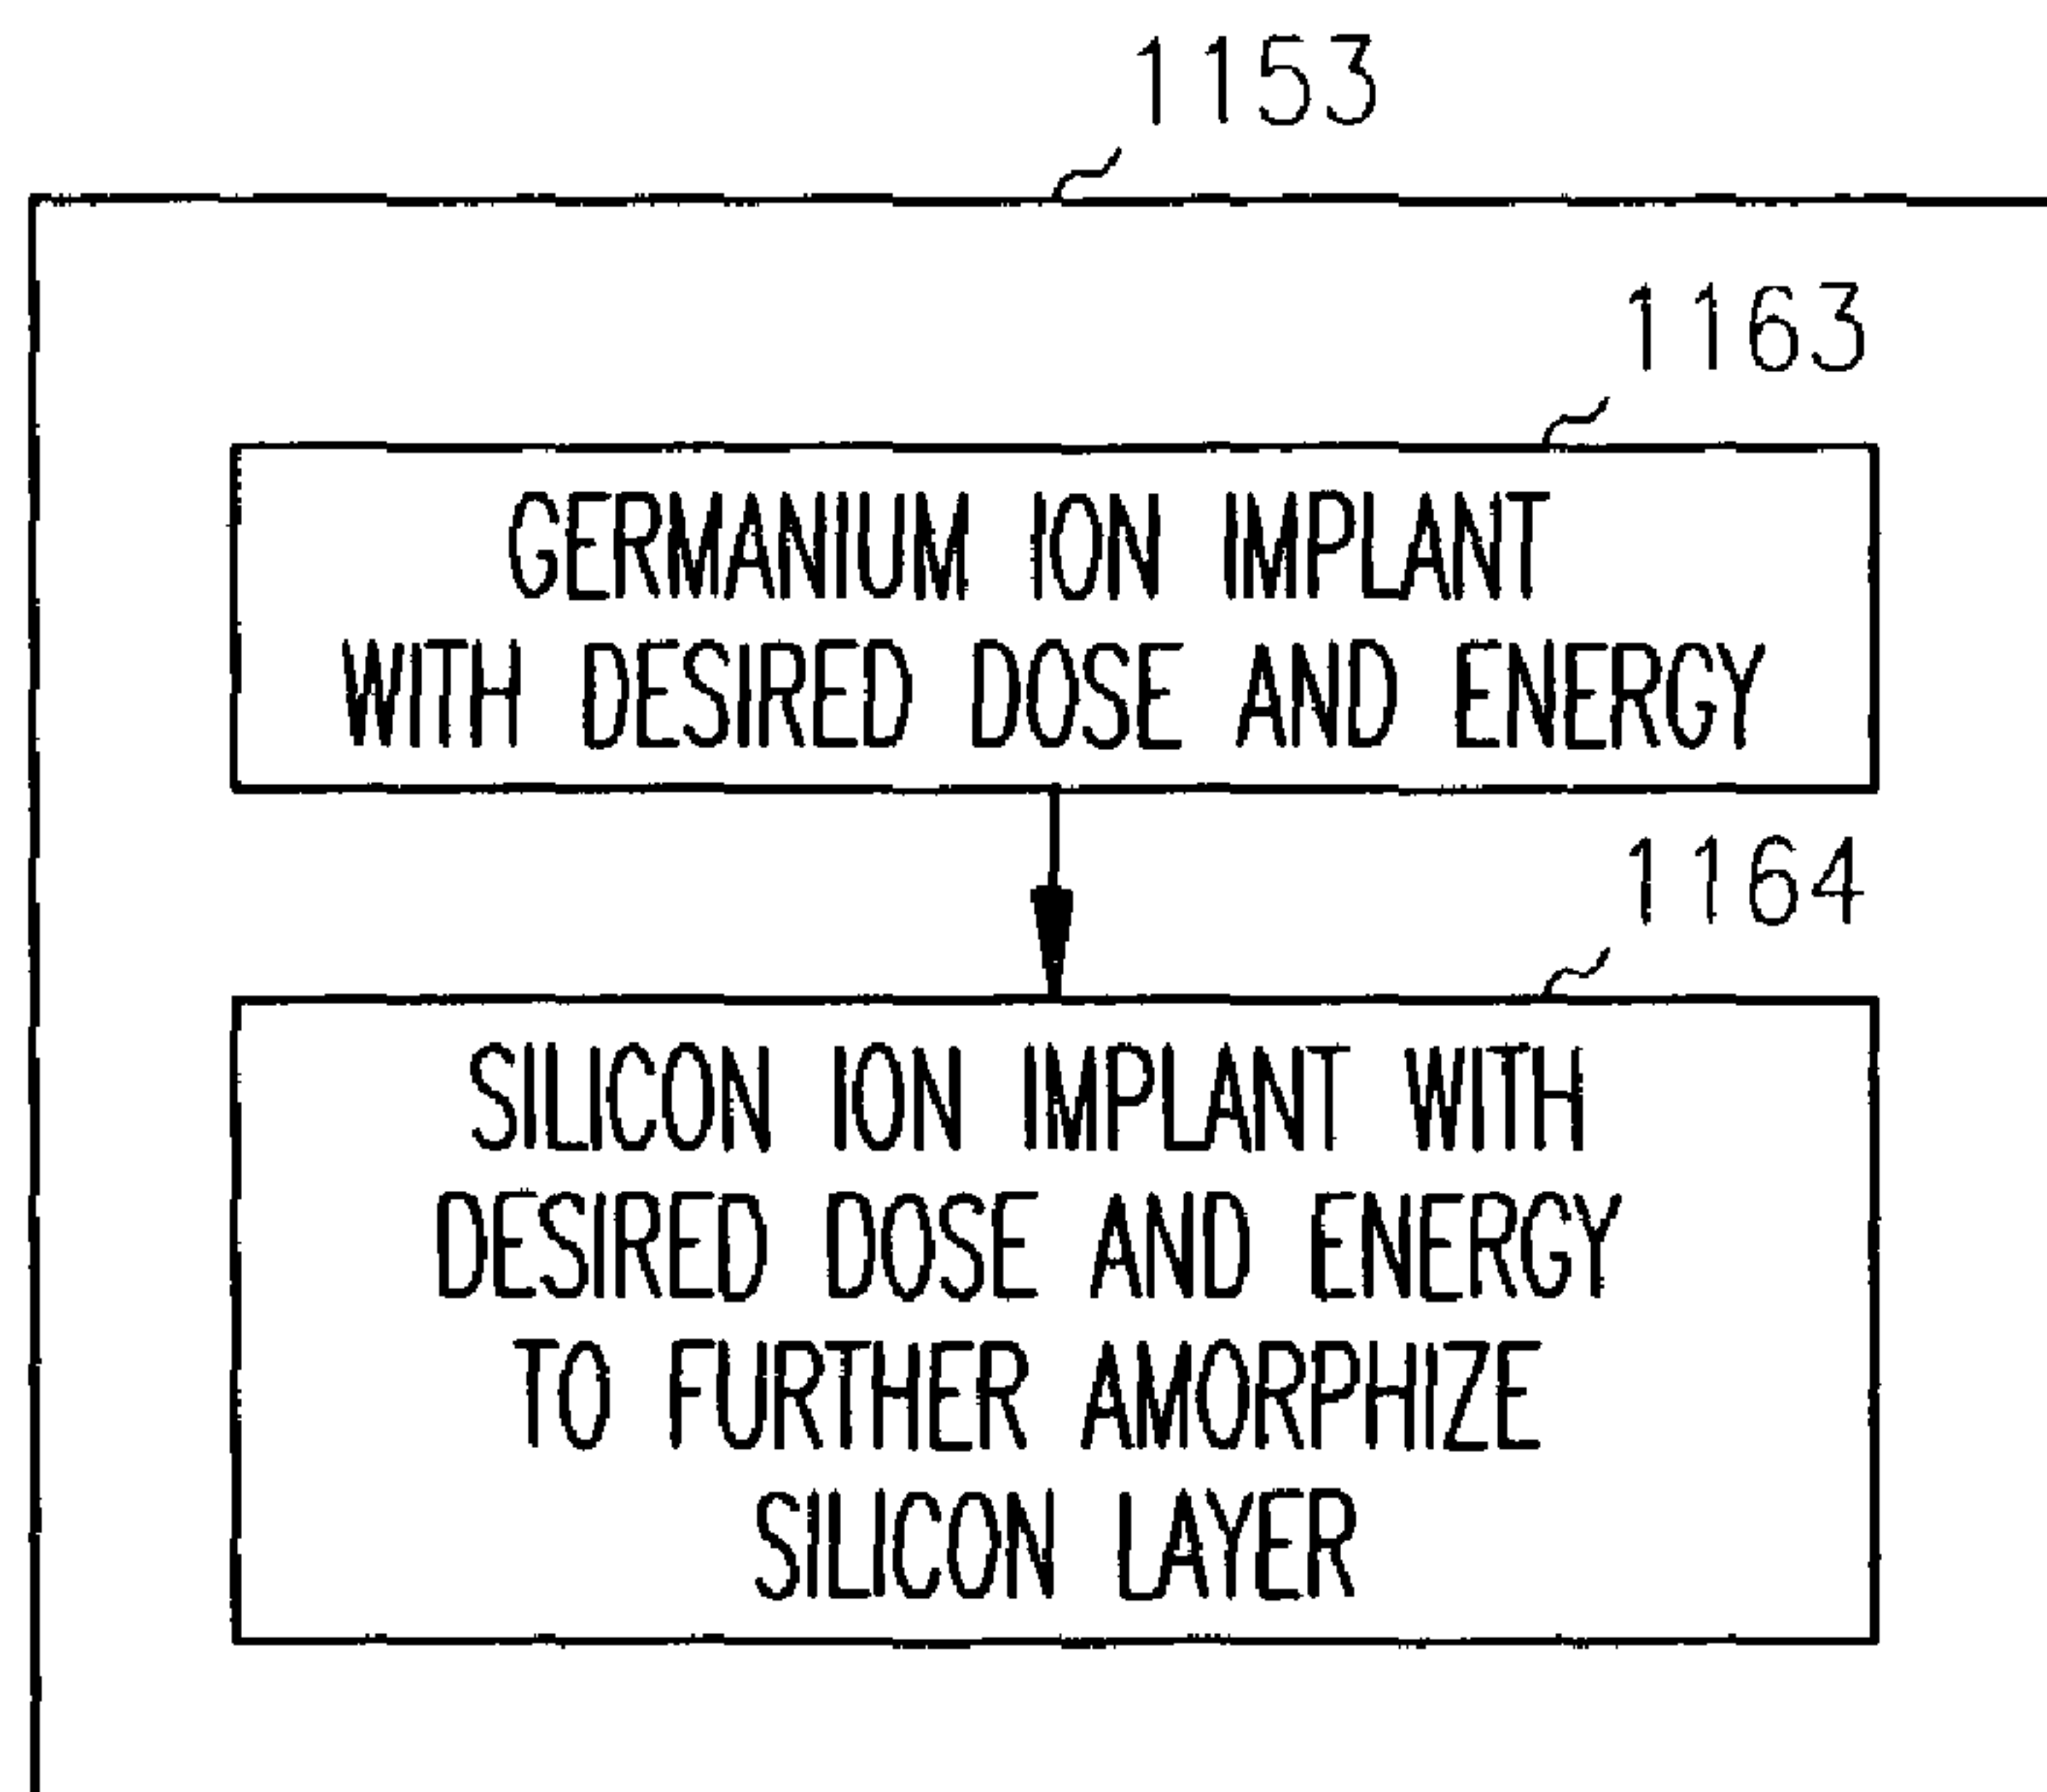 1153
1163
GERMANIUM ION IMPLANT
WITH DESIRED DOSE AND ENERGY
1164
SILICON ION IMPLANT WITH
DESIRED DOSE AND ENERGY
TO FURTHER AMORPHIZE
SILICON LAYER